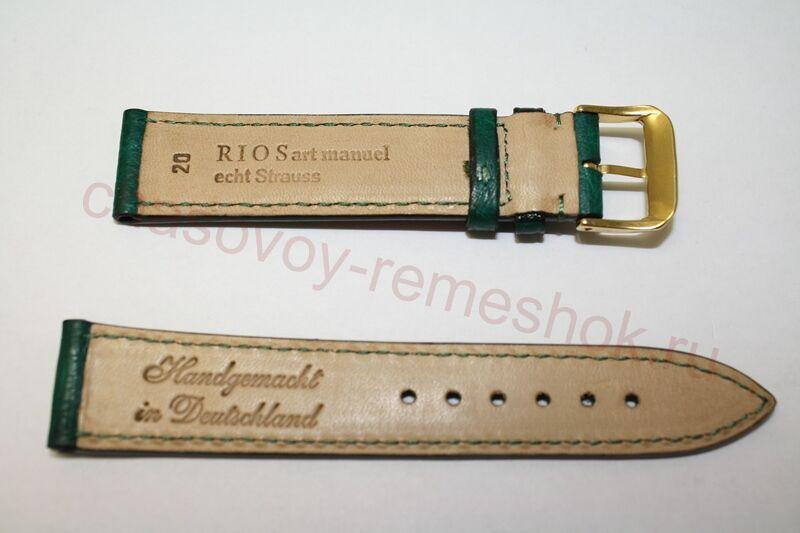 20
RIOS art manuel
echt Strauss
chasovoy-remeshok.ru
Handgemacht
in Deutschland